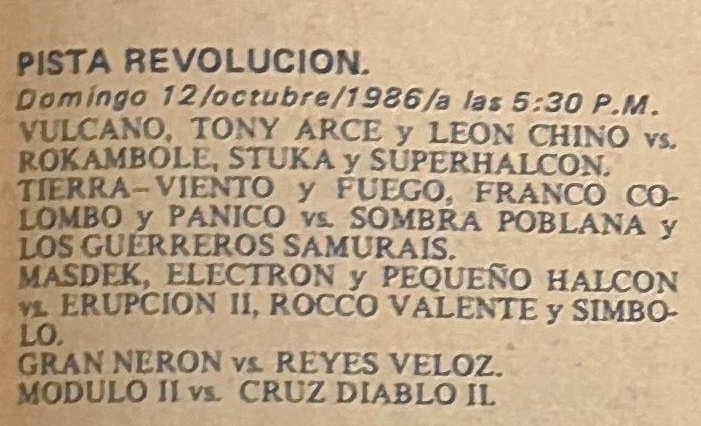 PISTA REVOLUCION.
Domingo 12/octubre/1986/a las 5:30 P.M.
VULCANO, TONY ARCE y LEON CHINO vs.
ROKAMBOLE, STUKA y SUPERHALCON.
TIERRA-VIENTO y FUEGO, FRANCO CO-
LOMBO y PANICO vs. SOMBRA POBLANA y
LOS GUERREROS SAMURAIS.
MASDEK, ELECTRON y PEQUEÑO HALCON
vs. ERUPCION II, ROCCO VALENTE y SIMBO-
LO.
GRAN NERON vs. REYES VELOZ.
MODULO II vs. CRUZ DIABLO II.